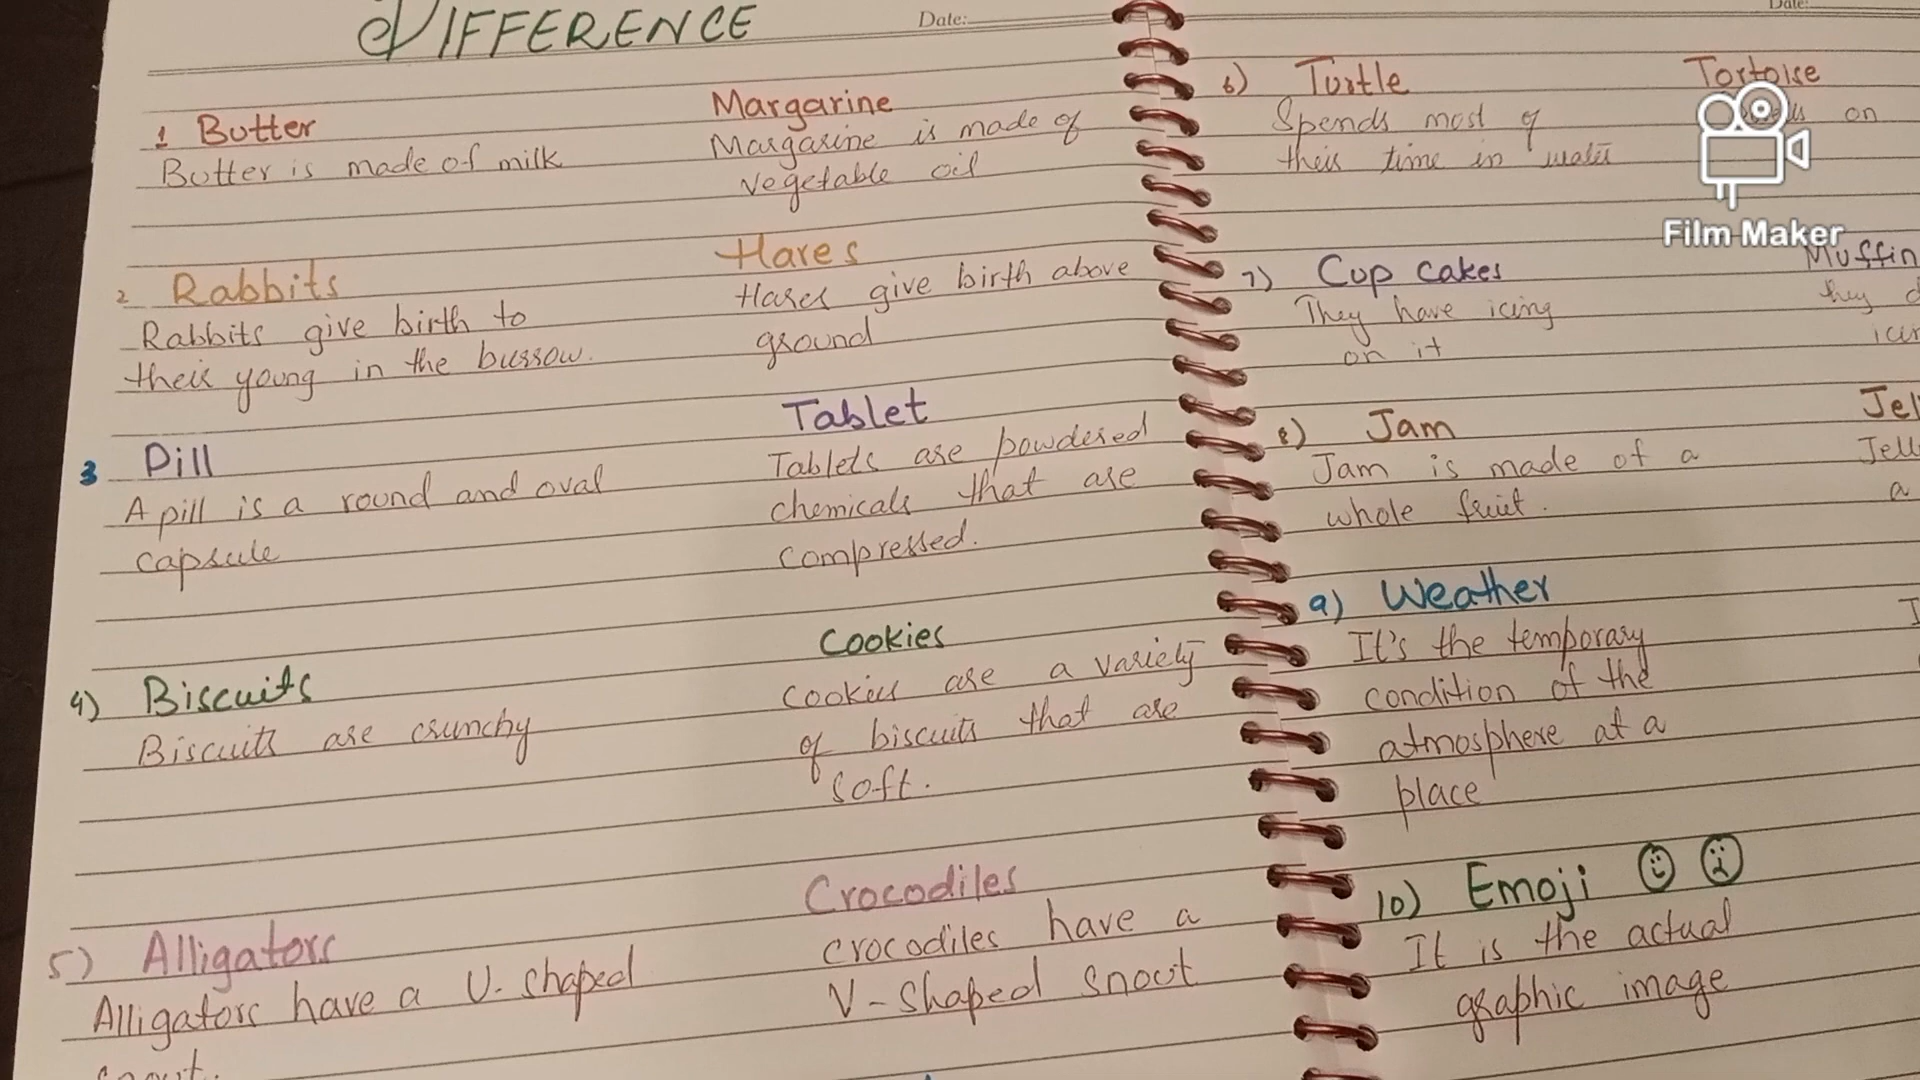 DIFFERENCE
Date:
1 Butter
Butter is made of milk
Margarine
Margarine is made of
vegetable oil
2 Rabbits
Rabbits give birth to
their young in the burrow.
Hares
Hares give birth above
ground
3 Pill
A pill is a round and oval
capsule
Tablet
Tablets are powdered
chemicals that are
compressed.
4) Biscuits
Biscuits are crunchy
Cookies
Cookies are a variety
of biscuits that are
soft.
5) Alligators
Alligators have a U-shaped
snout.
Crocodiles
crocodiles have a
V-shaped snout
Date:
6) Turtle
Spends most of
their time in water
Tortoise
on
7) Cup cakes
They have icing
on it
Muffin
they
8) Jam
Jam is made of a
whole fruit.
Jel
Jell
a
9) Weather
It's the temporary
condition of the
atmosphere at a
place
10) Emoji
It is the actual
graphic image
Film Maker